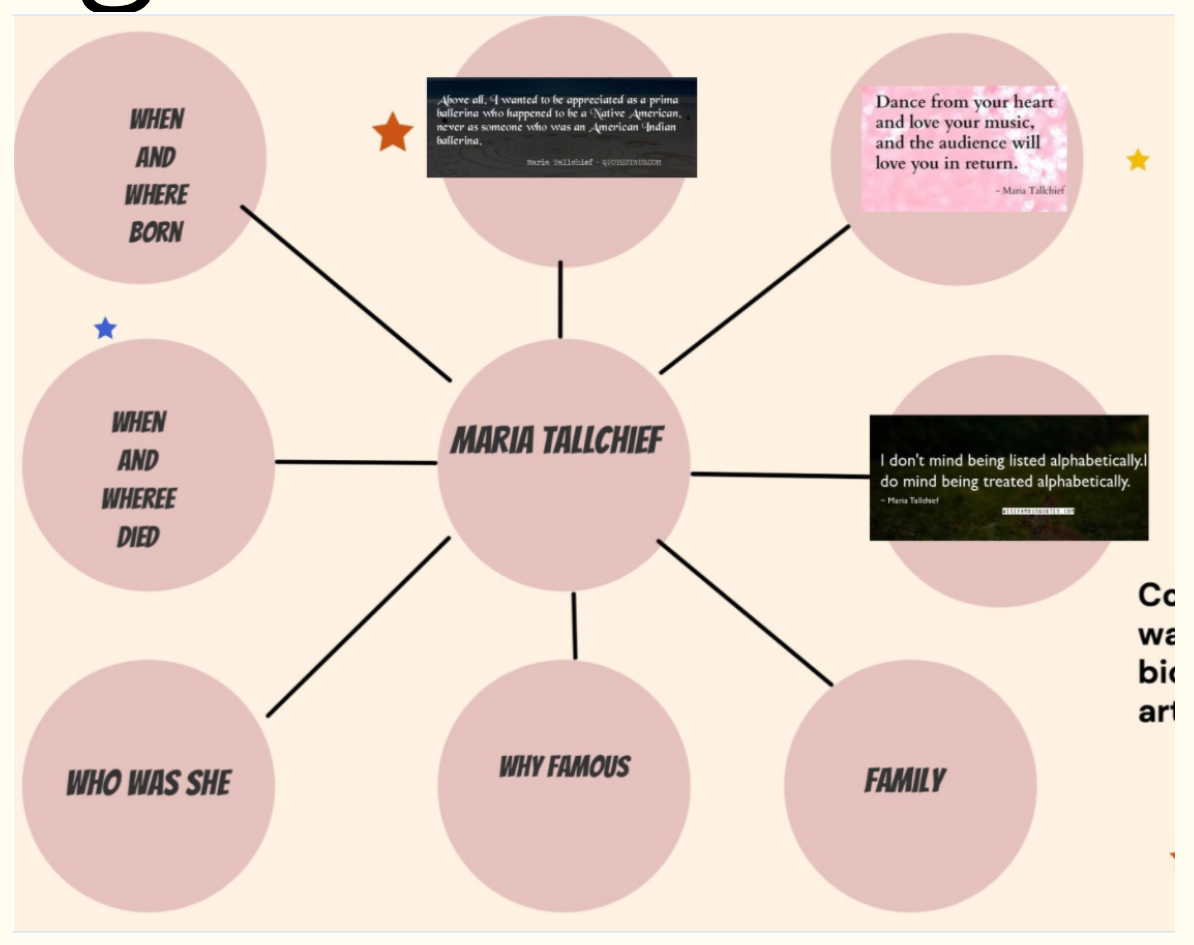 WHEN
AND
WHERE
BORN
Above all, I wanted to be appreciated as a prima
ballerina who happened to be a Native American,
never as someone who was an American Indian
ballerina.
Maria Tallchief - QUOTESTATS.COM
Dance from your heart
and love your music,
and the audience will
love you in return.
~ Maria Tallchief
WHEN
AND
WHEREE
DIED
MARIA TALLCHIEF
I don't mind being listed alphabetically.I
do mind being treated alphabetically.
~ Maria Tallchief
WHO WAS SHE
WHY FAMOUS
FAMILY
Co
wa
bio
art